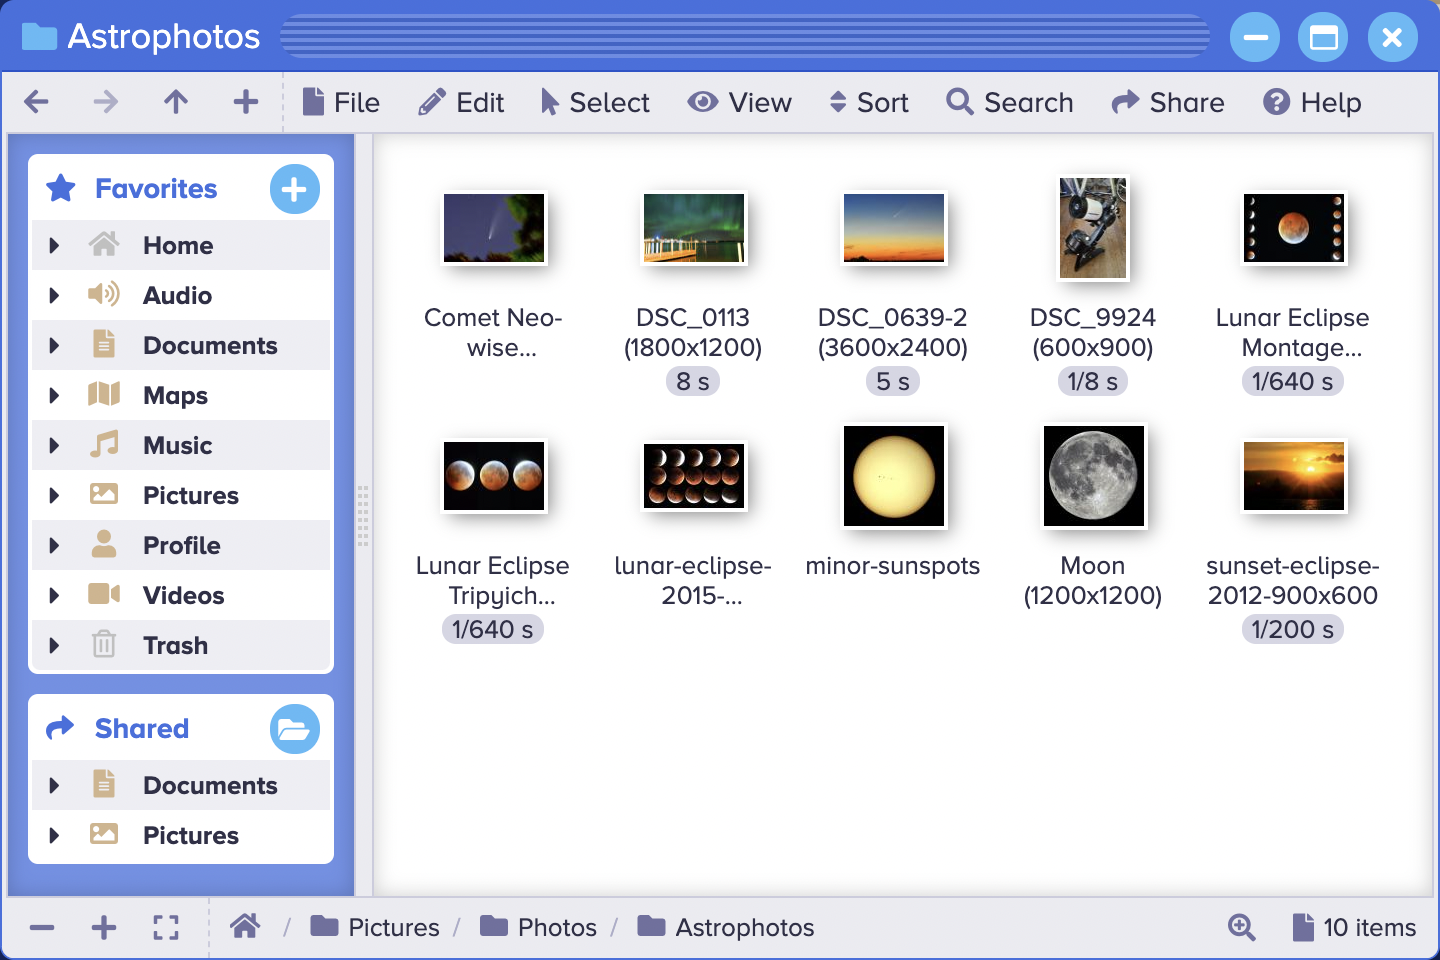 Astrophotos
File Edit Select View Sort Search Share Help
Favorites
Home
Audio
Documents
Maps
Music
Pictures
Profile
Videos
Trash
Shared
Documents
Pictures
Comet Neo-
wise...
DSC_0113
(1800x1200)
8 s
DSC_0639-2
(3600x2400)
5 s
DSC_9924
(600x900)
1/8 s
Lunar Eclipse
Montage...
1/640 s
Lunar Eclipse
Tripyich...
1/640 s
lunar-eclipse-
2015-...
minor-sunspots
Moon
(1200x1200)
sunset-eclipse-
2012-900x600
1/200 s
/ Pictures / Photos / Astrophotos
10 items